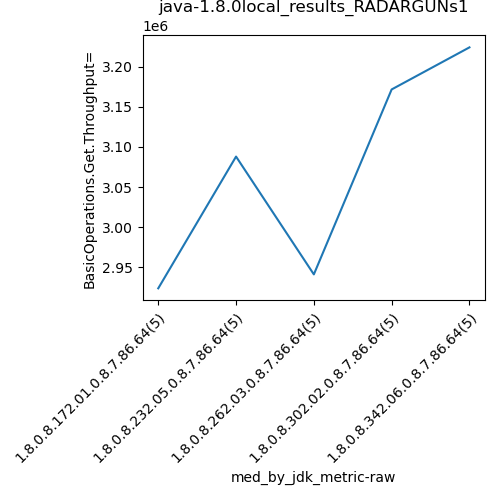 java-1.8.0local_results_RADARGUNs1
1e6
BasicOperations.Get.Throughput=
3.20
3.15
3.10
3.05
3.00
2.95
1.8.0.8.172.01.0.8.7.86.64(5)
1.8.0.8.232.05.0.8.7.86.64(5)
1.8.0.8.262.03.0.8.7.86.64(5)
1.8.0.8.302.02.0.8.7.86.64(5)
1.8.0.8.342.06.0.8.7.86.64(5)
med_by_jdk_metric-raw